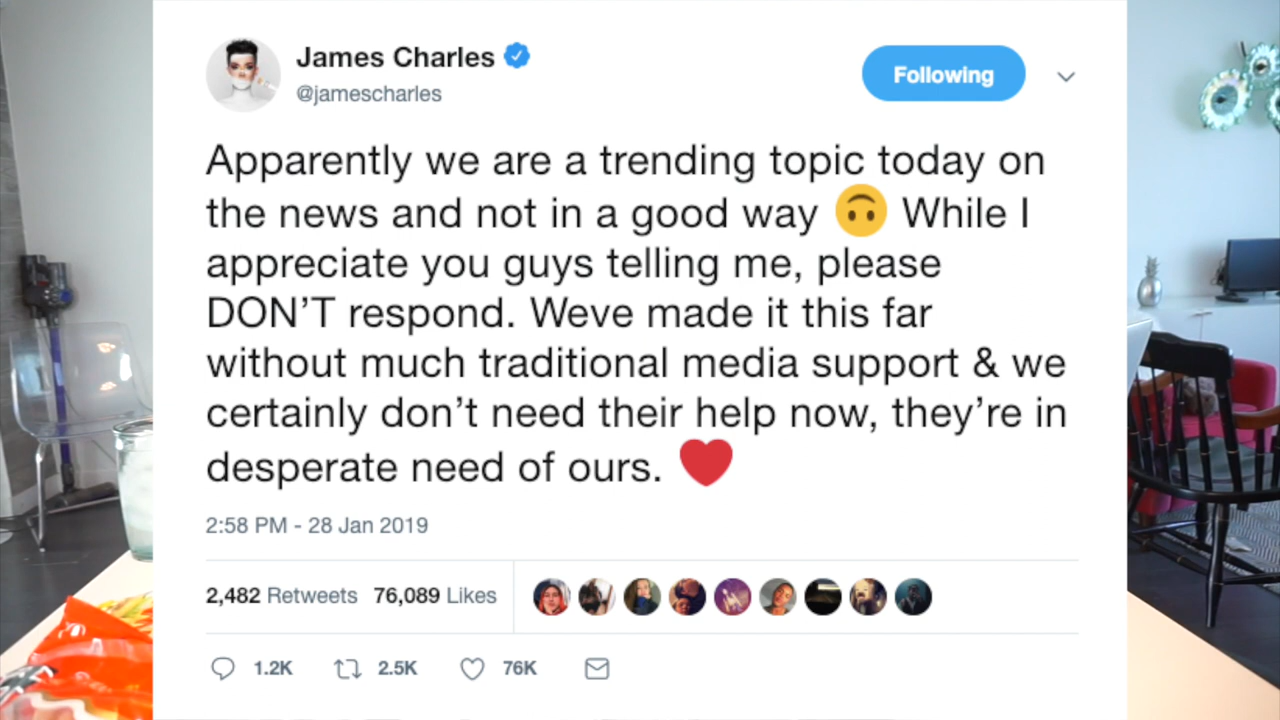 James Charles
@jamescharles
Following
Apparently we are a trending topic today on
the news and not in a good way 🙃 While I
appreciate you guys telling me, please
DON’T respond. Weve made it this far
without much traditional media support & we
certainly don’t need their help now, they’re in
desperate need of ours. ❤️
2:58 PM - 28 Jan 2019
2,482 Retweets 76,089 Likes
1.2K 2.5K 76K